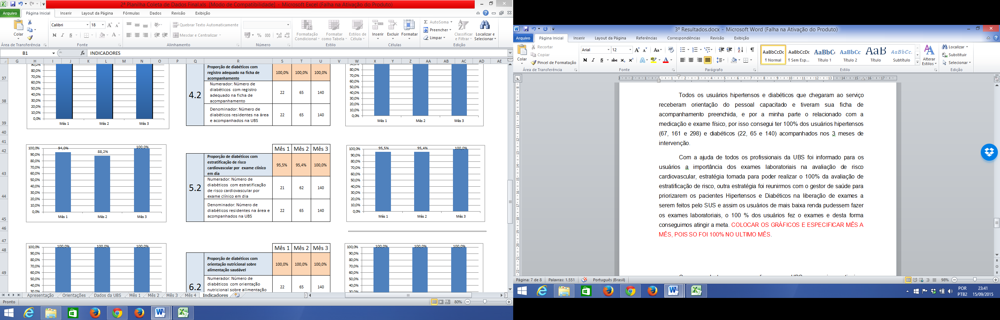 2ª Planilha Coleta de Dados Final.xls [Modo de Compatibilidade] - Microsoft Excel (Falha na Ativação do Produto)
Arquivo Página Inicial Inserir Layout da Página Fórmulas Dados Revisão Exibição
Colar
Área de Transferência
Calibri 18
N I S
Fonte
Quebrar Texto Automaticamente
Mesclar e Centralizar
Alinhamento
% 000
Número
Formatação Condicional
Formatar como Tabela
Estilos de Célula
Estilo
Inserir Excluir Formatar
Células
AutoSoma
Preencher
Limpar
Classificar e Filtrar
Localizar e Selecionar
Edição
B1 fx INDICADORES
G H I J K L M N O P Q R S T U V W X Y Z AA AB AC AD AE
37
38
39
40
41
42
43
44
45
46
47
48
49
90,0%
80,0%
70,0%
60,0%
50,0%
40,0%
30,0%
20,0%
10,0%
0,0%
Mês 1 Mês 2 Mês 3
4.2
Proporção de diabéticos com
registro adequado na ficha de
acompanhamento
100,0% 100,0% 100,0%
Numerador: Número de
diabéticos com registro
adequado na ficha de
acompanhamento
22 65 140
Denominador: Número de
diabéticos residentes na área
e acompanhados na UBS
22 65 140
90,0%
80,0%
70,0%
60,0%
50,0%
40,0%
30,0%
20,0%
10,0%
0,0%
Mês 1 Mês 2 Mês 3
100,0%
90,0%
80,0%
70,0%
60,0%
50,0%
40,0%
30,0%
20,0%
10,0%
0,0%
94,0% 88,2% 100,0%
Mês 1 Mês 2 Mês 3
Mês 1 Mês 2 Mês 3
5.2
Proporção de diabéticos com
estratificação de risco
cardiovascular por exame clínico
em dia
95,5% 95,4% 100,0%
Numerador: Número de
diabéticos com estratificação
de risco cardiovascular por
exame clínico em dia
21 62 140
Denominador: Número de
diabéticos residentes na área e
acompanhados na UBS
22 65 140
100,0%
90,0%
80,0%
70,0%
60,0%
50,0%
40,0%
30,0%
20,0%
10,0%
0,0%
95,5% 95,4% 100,0%
Mês 1 Mês 2 Mês 3
100,0%
90,0%
80,0%
70,0%
60,0%
50,0%
40,0%
30,0%
100,0% 100,0% 100,0%
Mês 1 Mês 2 Mês 3
6.2
Proporção de diabéticos com
orientação nutricional sobre
alimentação saudável
100,0% 100,0% 100,0%
Numerador: Número de
diabéticos com orientação
nutricional sobre alimentação
22 65 140
100,0%
90,0%
80,0%
70,0%
60,0%
50,0%
40,0%
30,0%
100,0% 100,0% 100,0%
Apresentação Orientações Dados da UBS Mês 1 Mês 2 Mês 3 Mês 4 Indicadores
Pronto
80%
3º Resultados.docx - Microsoft Word (Falha na Ativação do Produto)
Arquivo Página Inicial Inserir Layout da Página Referências Correspondências Revisão Exibição
Colar
Recortar
Copiar
Pincel de Formatação
Área de Transferência
Arial 12
N I S abc x₂ x²
Fonte
Parágrafo
AaBbCcDc AaBbCcDc AaBbC AaBbCc AaB AaBbCc.
¶ Normal ¶ Sem Esp... Título 1 Título 2 Título Subtítulo
Alterar Estilos
Estilo
Localizar
Substituir
Selecionar
Edição
3 2 1 1 2 3 4 5 6 7 8 9 10 11 12 13 14 15 16 17
Todos os usuários hipertensos e diabéticos que chegaram ao serviço
receberam orientação do pessoal capacitado e tiveram sua ficha de
acompanhamento preenchida, e por a minha parte o relacionado com a
medicação e exame físico, por isso consegui ter 100% dos usuários hipertensos
(67, 161 e 298) e diabéticos (22, 65 e 140) acompanhados nos 3 meses de
intervenção.
Com a ajuda de todos os profissionais da UBS foi informado para os
usuários a importância dos exames laboratoriais na avaliação de risco
cardiovascular, estratégia tomada para poder realizar o 100% da avaliação de
estratificação de risco, outra estratégia foi reunirmos com o gestor de saúde para
priorizarem os pacientes Hipertensos e Diabéticos na liberação de exames a
serem feitos pelo SUS e assim os usuários de mais baixa renda pudessem fazer
os exames laboratoriais, o 100 % dos usuários fez o exames e desta forma
conseguimos atingir a meta. COLOCAR OS GRÁFICOS E ESPECIFICAR MÊS A
MÊS, POIS SO FOI 100% NO ULTIMO MÊS.
Página: 7 de 8 Palavras: 1.551 Português (Brasil)
98%
POR
PTB2
23:41
15/09/2015